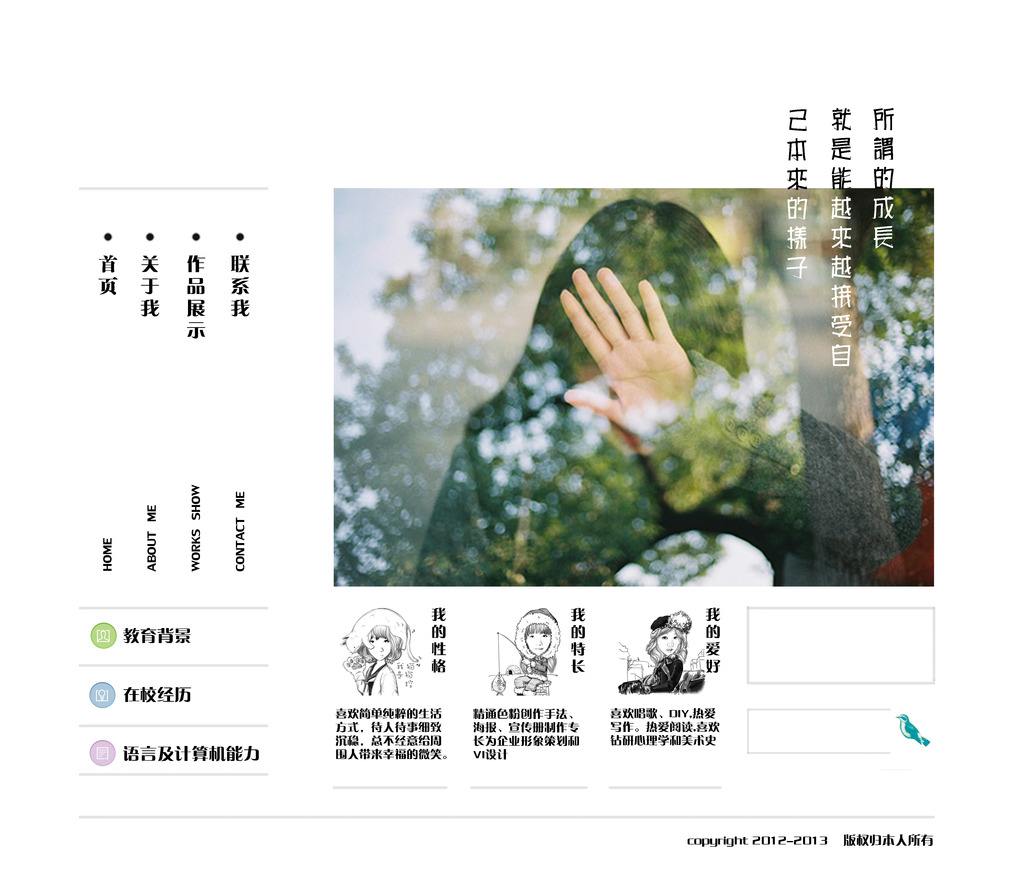 所謂的成長
就是能越來越接受自
己本來的樣子
首页
关于我
作品展示
联系我
HOME
ABOUT ME
WORKS SHOW
CONTACT ME
教育背景
在校经历
语言及计算机能力
我的性格
喜欢简单纯粹的生活
方式，待人待事细致
沉稳，总不经意给周
围人带来幸福的微笑。
我的特长
精通色粉创作手法、
海报、宣传册制作专
长为企业形象策划和
VI设计
我的爱好
喜欢唱歌、DIY,热爱
写作。热爱阅读,喜欢
钻研心理学和美术史
copyright 2012-2013 版权归本人所有